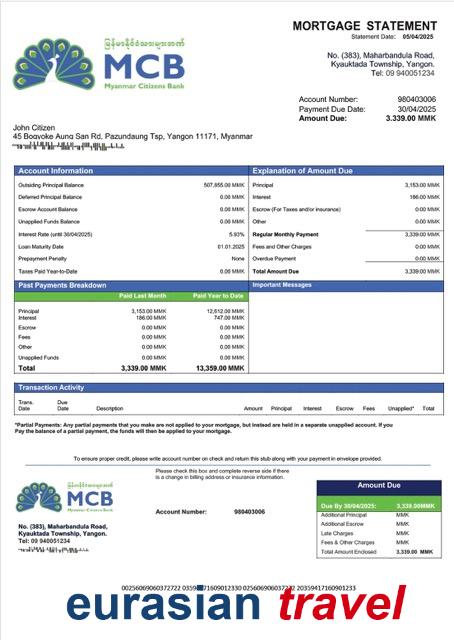 MORTGAGE STATEMENT
Statement Date: 05/04/2025
မြန်မာနိုင်ငံသားများဘဏ်
MCB
Myanmar Citizens Bank
No. (383), Maharbandula Road,
Kyauktada Township, Yangon.
Tel: 09 940051234
Account Number: 980403006
Payment Due Date: 30/04/2025
Amount Due: 3.339.00 MMK
John Citizen
45 Bogyoke Aung San Rd, Pazundaung Tsp, Yangon 11171, Myanmar
Account Information
Outsiding Principal Balance 507,855.00 MMK
Deferred Principal Balance 0.00 MMK
Escrow Account Balance 0.00 MMK
Unapplied Funds Balance 0.00 MMK
Interest Rate (until 30/04/2025) 5.93%
Loan Maturity Date 01.01.2025
Prepayment Penalty None
Taxes Paid Year-to-Date 0.00 MMK
Explanation of Amount Due
Principal 3,153.00 MMK
Interest 186.00 MMK
Escrow (For Taxes and/or insurance) 0.00 MMK
Other 0.00 MMK
Regular Monthly Payment 3,339.00 MMK
Fees and Other Charges 0.00 MMK
Overdue Payment 0.00 MMK
Total Amount Due 3,339.00 MMK
Past Payments Breakdown
Paid Last Month Paid Year to Date
Principal 3,153.00 MMK 12,612.00 MMK
Interest 186.00 MMK 747.00 MMK
Escrow 0.00 MMK 0.00 MMK
Fees 0.00 MMK 0.00 MMK
Other 0.00 MMK 0.00 MMK
Unapplied Funds 0.00 MMK 0.00 MMK
Total 3,339.00 MMK 13,359.00 MMK
Important Messages
Transaction Activity
Trans. Date Due Date Description Amount Principal Interest Escrow Fees Unapplied* Total
*Partial Payments: Any partial payments that you make are not applied to your mortgage, but instead are held in a separate unapplied account. if you
Pay the balance of a partial payment, the funds will then be applied to your mortgage.
To ensure proper credit, please write account number on check and return this stub along with your payment in envelope provided.
Please check this box and complete reverse side if there
is a change in billing address or insurance information.
မြန်မာနိုင်ငံသားများဘဏ်
MCB
Myanmar Citizens Bank
No. (383), Maharbandula Road,
Kyauktada Township, Yangon.
Tel: 09 940051234
Account Number: 980403006
Amount Due
Due By 30/04/2025: 3,339.00MMK
Additional Principal MMK
Additional Escrow MMK
Late Charges MMK
Fees & Other Charges MMK
Total Amount Enclosed 3,339.00 MMK
eurasian travel